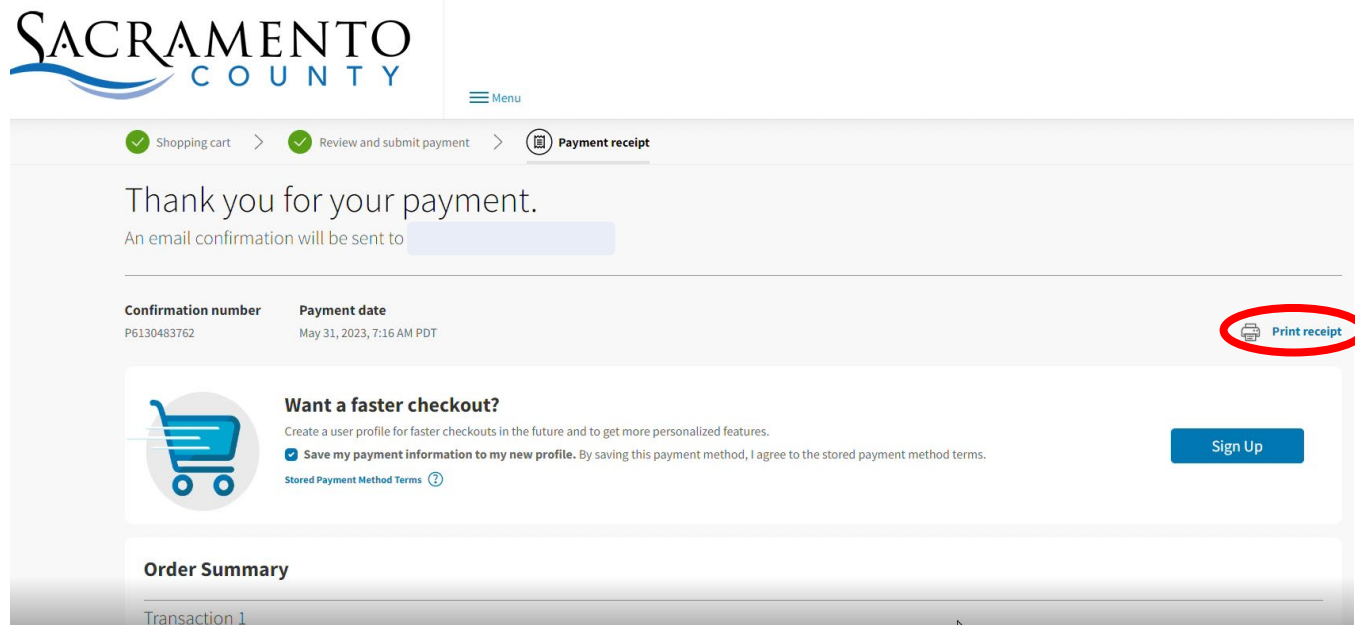 SACRAMENTO
COUNTY
Menu
Shopping cart
Review and submit payment
Payment receipt
Thank you for your payment.
An email confirmation will be sent to
Confirmation number
Payment date
P6130483762
May 31, 2023, 7:16 AM PDT
Print receipt
Want a faster checkout?
Create a user profile for faster checkouts in the future and to get more personalized features.
Save my payment information to my new profile. By saving this payment method, I agree to the stored payment method terms.
Stored Payment Method Terms ?
Sign Up
Order Summary
Transaction 1